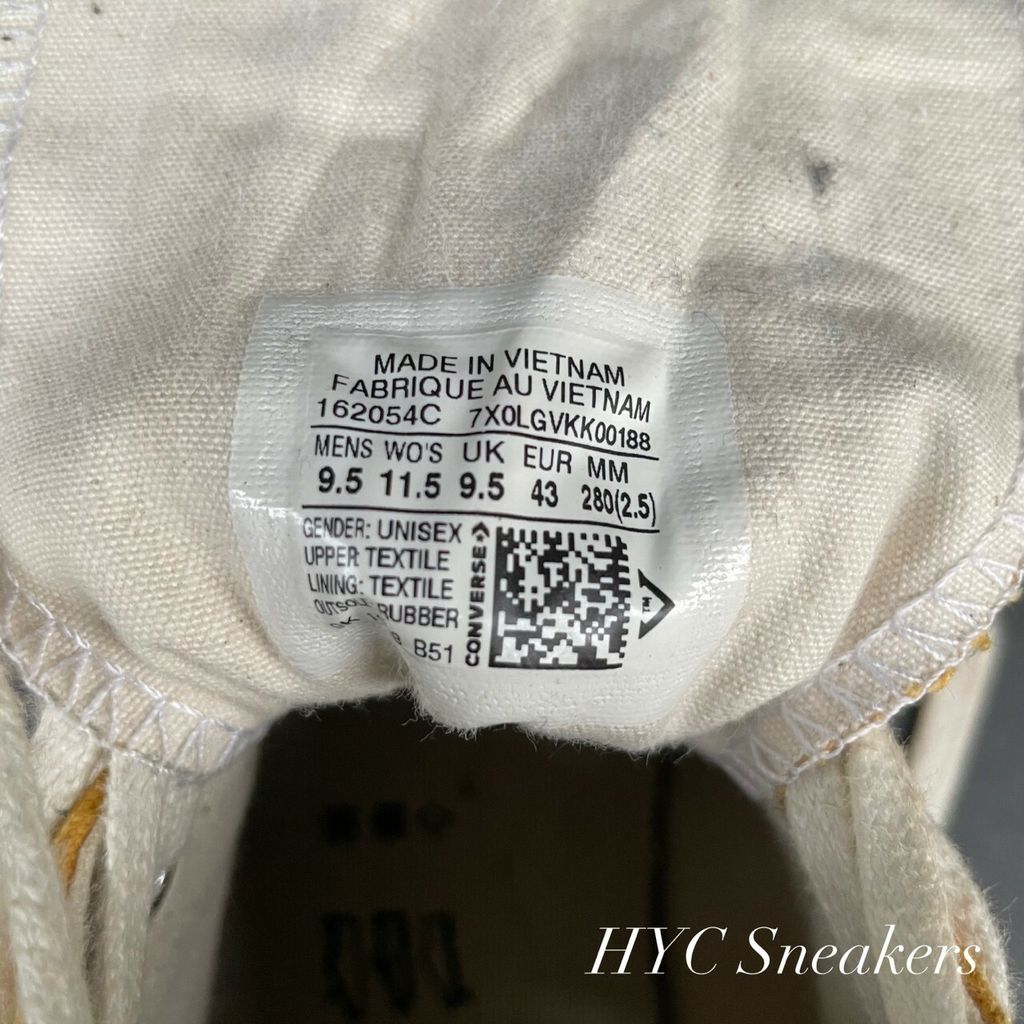 MADE IN VIETNAM
FABRIQUE AU VIETNAM
162054C 7X0LGVKK00188
MENS WO'S UK EUR MM
9.5 11.5 9.5 43 280(2.5)
GENDER: UNISEX
UPPER: TEXTILE
LINING: TEXTILE
RUBBER
B51
CONVERSE
TM
HYC Sneakers